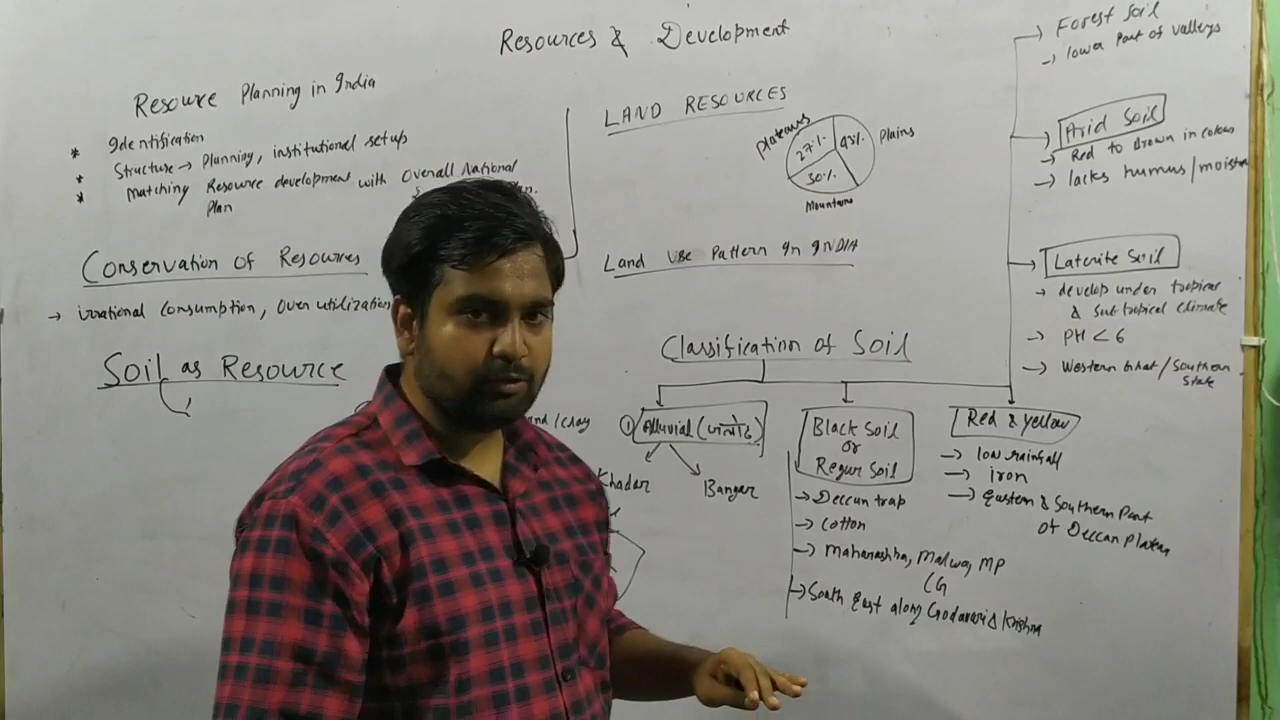 Resources & Development
Resource Planning in India
* Identification
* Structure → Planning, institutional setup
* Matching Resource development with Overall National
Plan
Conservation of Resources
→ irrational consumption, Over utilization
Soil as Resource
LAND RESOURCES
Plateaus
27%
43%
Plains
30%
Mountains
Land Use Pattern In INDIA
Classification of Soil
① Alluvial (जलोढ़)
Khadar
Bangar
/Clay
Black Soil
or
Regur Soil
→ Deccan trap
→ Cotton
→ Maharashtra, Malwa, MP
CG
→ South East along Godavari & Krishna
Red & Yellow
→ low rainfall
→ iron
→ Eastern & Southern Part
of Deccan Plateau
→ Forest Soil
→ lower Part of valleys
→ Arid Soil
→ Red to Brown in colour
→ lacks humus/moistu
→ Laterite Soil
→ develop under tropical
& subtropical climate
→ PH < 6
→ Western Ghat/Southern
State